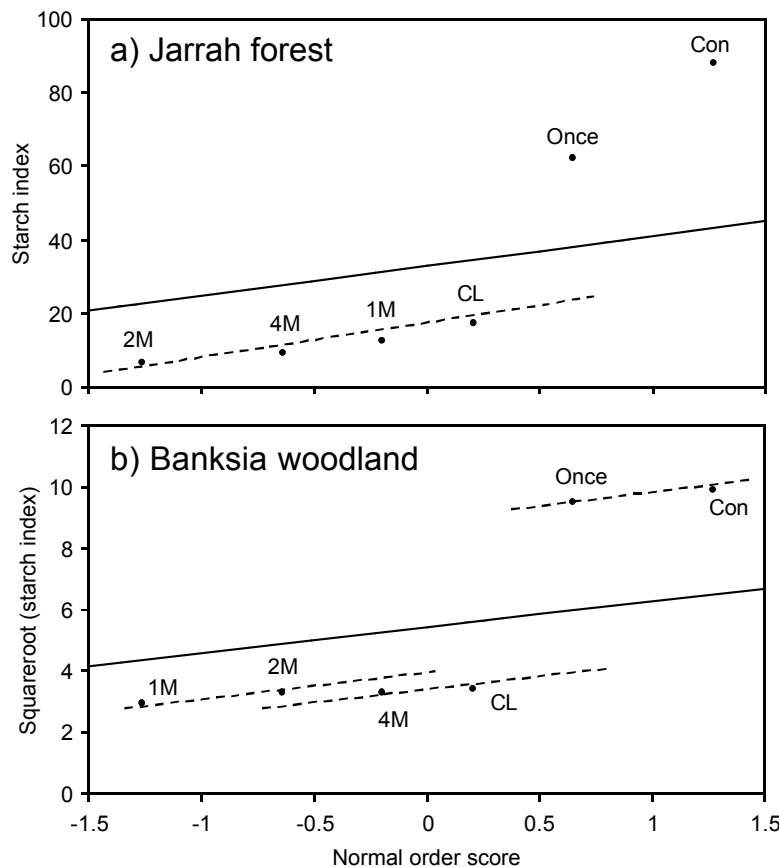 100
a) Jarrah forest
Con
80
Once
60
Starch index
40
CL
1M
20
4M
2M
0
12
b) Banksia woodland
Once
10
Con
8
Squareroot (starch index)
6
2M
4
1M
CL
4M
2
0
-1.5 -1 -0.5 0 0.5 1 1.5
Normal order score